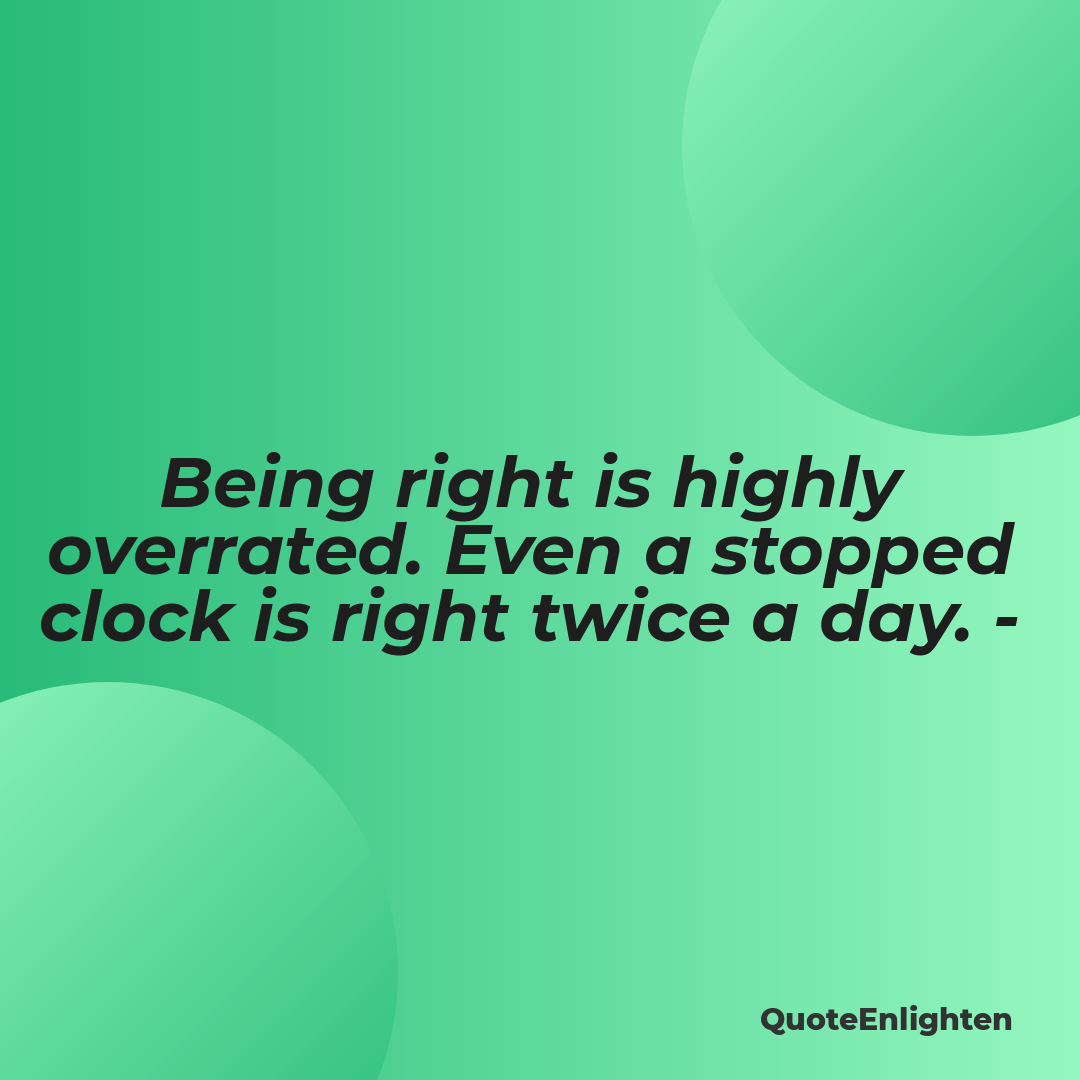 Being right is highly
overrated. Even a stopped
clock is right twice a day. -
QuoteEnlighten